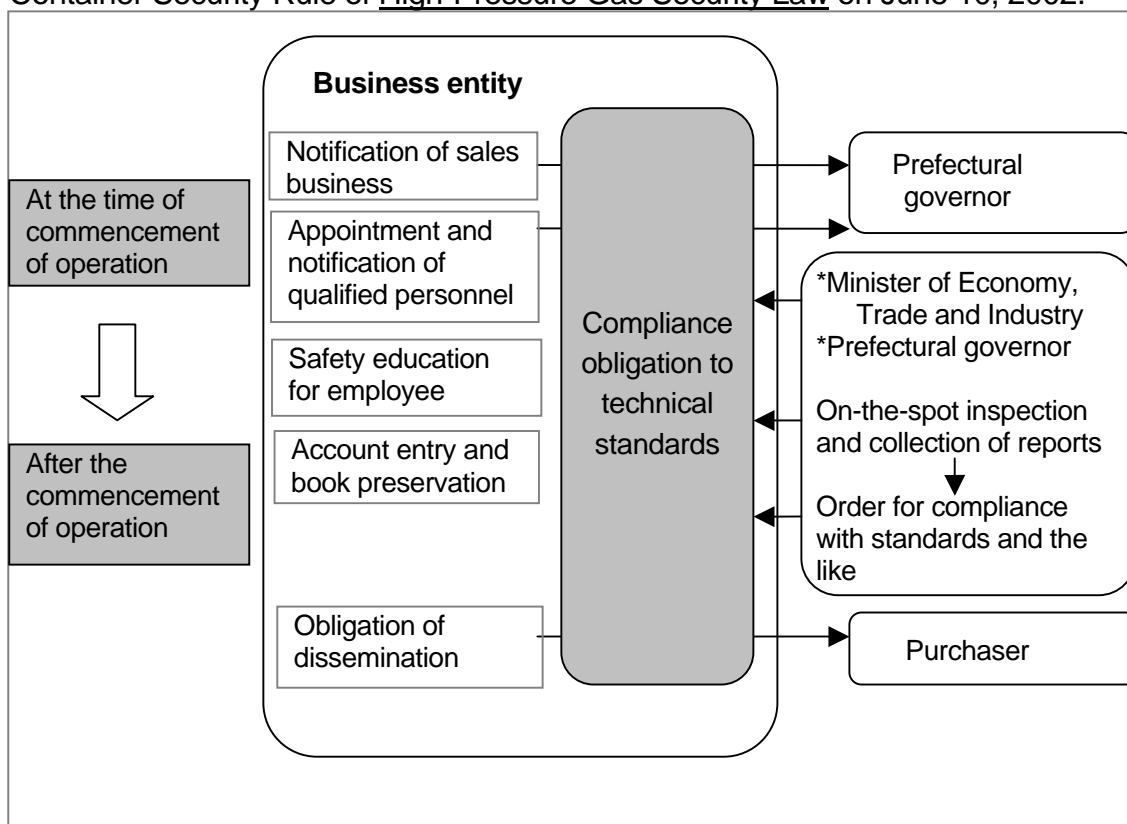 Container Security Rule of High Pressure Gas Security Law on June
Business entity
Notification of sales
business
Prefectural
governor
At the time of
commencement
of operation
Appointment and
notification of
qualified personnel
*Minister of Economy,
Trade and Industry
*Prefectural governor
Compliance
obligation to
technical
standards
Safety education
for employee
On-the-spot inspection
and collection of reports
After the
commencement
of operation
Account entry and
book preservation
Order for compliance
with standards and the
like
Obligation of
dissemination
Purchaser